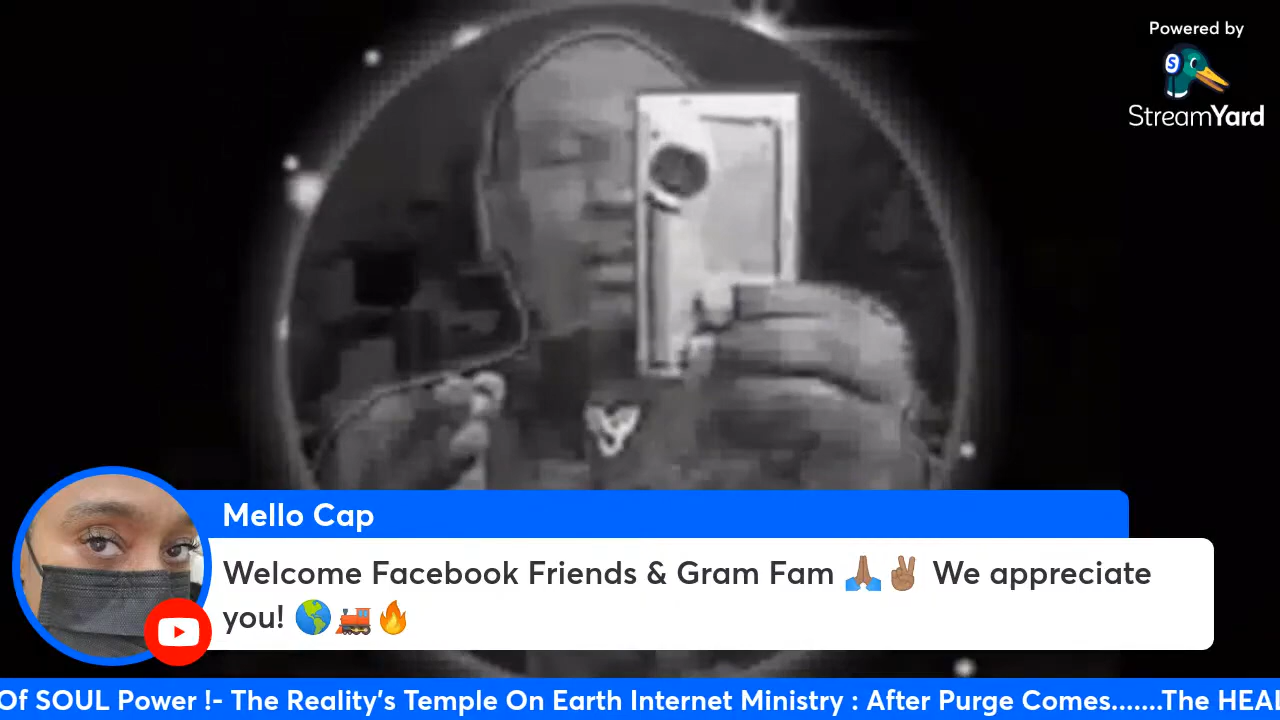 Powered by
S
StreamYard
Mello Cap
Welcome Facebook Friends & Gram Fam 🙏🏽✌🏽 We appreciate
you! 🌎🚂🔥
Of SOUL Power !- The Reality's Temple On Earth Internet Ministry : After Purge Comes.......The HEAL